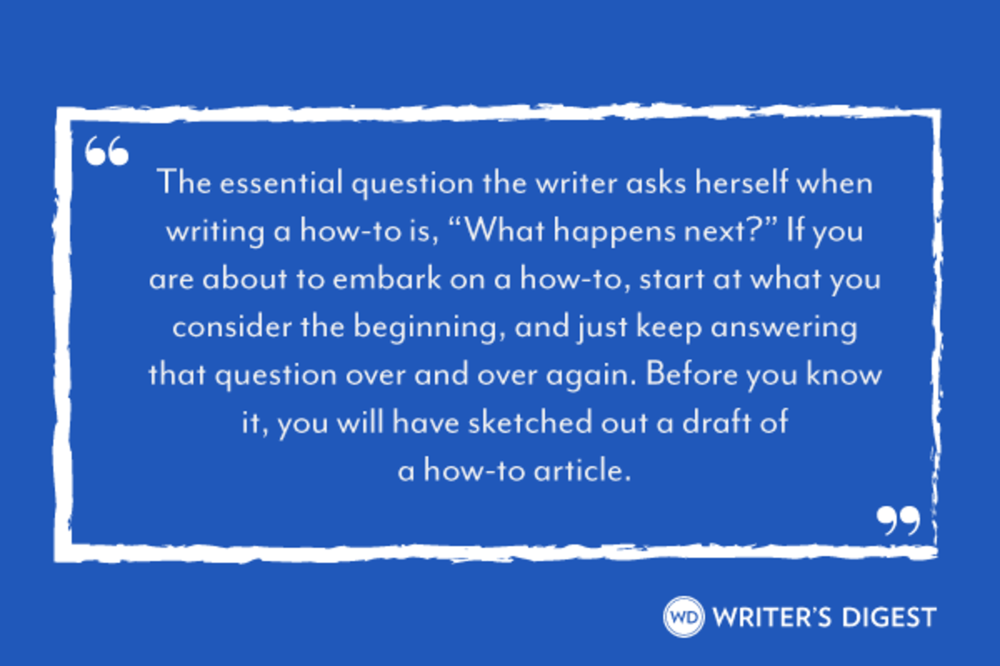 “
The essential question the writer asks herself when
writing a how-to is, “What happens next?” If you
are about to embark on a how-to, start at what you
consider the beginning, and just keep answering
that question over and over again. Before you know
it, you will have sketched out a draft of
a how-to article.
”
WD WRITER’S DIGEST